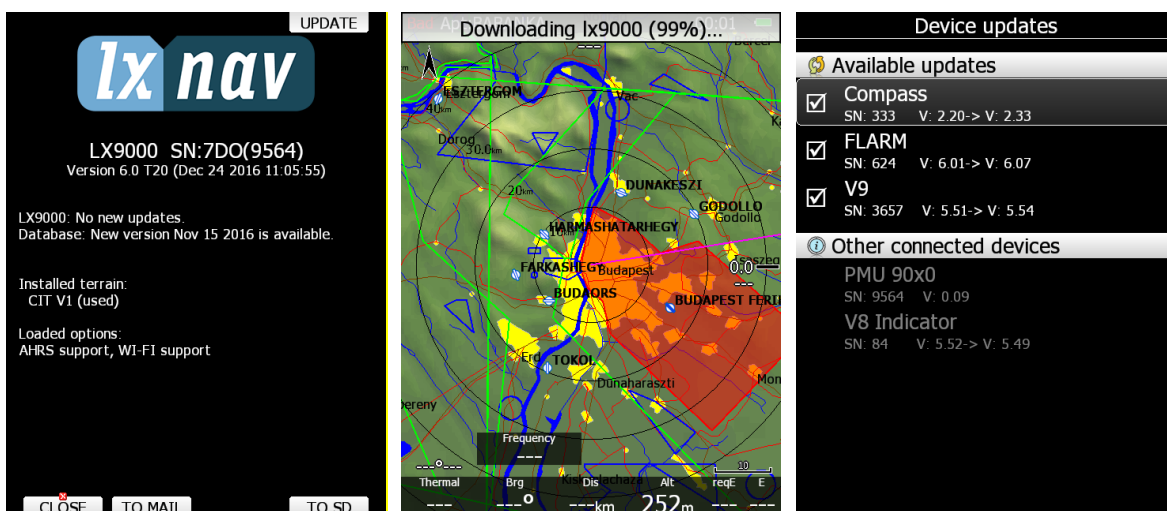 UPDATE
lx nav
LX9000 SN:7DO(9564)
Version 6.0 T20 (Dec 24 2016 11:05:55)
LX9000: No new updates.
Database: New version Nov 15 2016 is available.
Installed terrain:
CIT V1 (used)
Loaded options:
AHRS support, WI-FI support
CLOSE TO MAIL TO SD
Downloading lx9000 (99%)...
ESZTERGOM
Esztergom
Vac
40km
Dorog
30.0km
20km
DUNAKESZI
GODOLLO
Godollo
HARMASHATARHEGY
10km
FARKASHEGY
Budapest
0.0
---
BUDAORS
BUDAPEST FERI
Erd
TOKOL
Dunaharaszti
Mon
ereny
Frequency
---
---°---
10
Thermal Brg Dis Alt reqE E
--- ---° ---km 252m --- ---
Device updates
Available updates
Compass
SN: 333 V: 2.20-> V: 2.33
FLARM
SN: 624 V: 6.01-> V: 6.07
V9
SN: 3657 V: 5.51-> V: 5.54
Other connected devices
PMU 90x0
SN: 9564 V: 0.09
V8 Indicator
SN: 84 V: 5.52-> V: 5.49